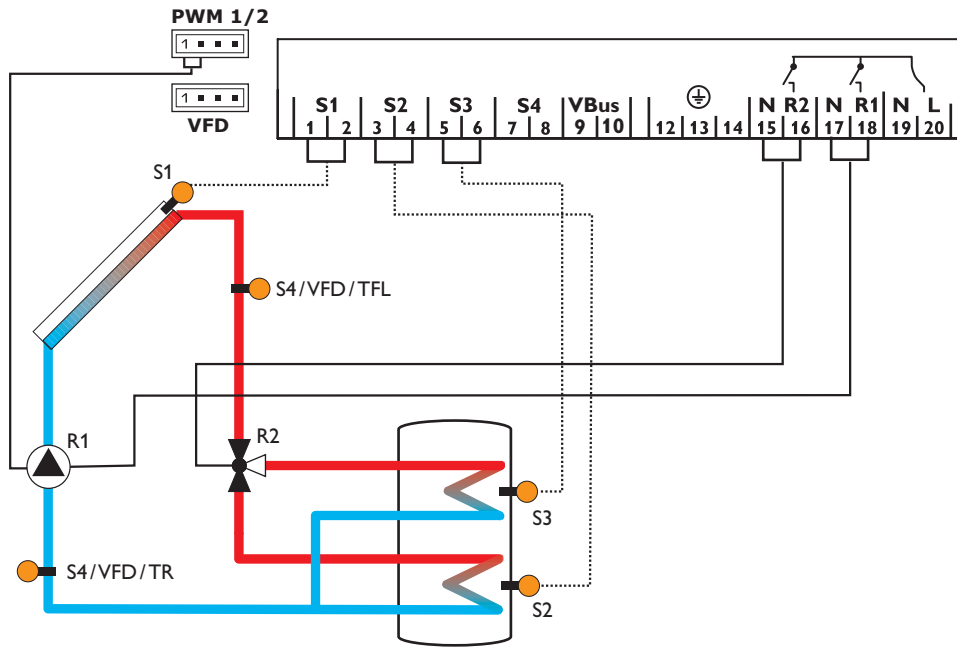 PWM 1/2
1
1
VFD
S1 S2 S3 S4 VBus N R2 N R1 N L
1 2 3 4 5 6 7 8 9 10 12 13 14 15 16 17 18 19 20
S1
S4/VFD/TFL
R1
R2
S3
S4/VFD/TR
S2